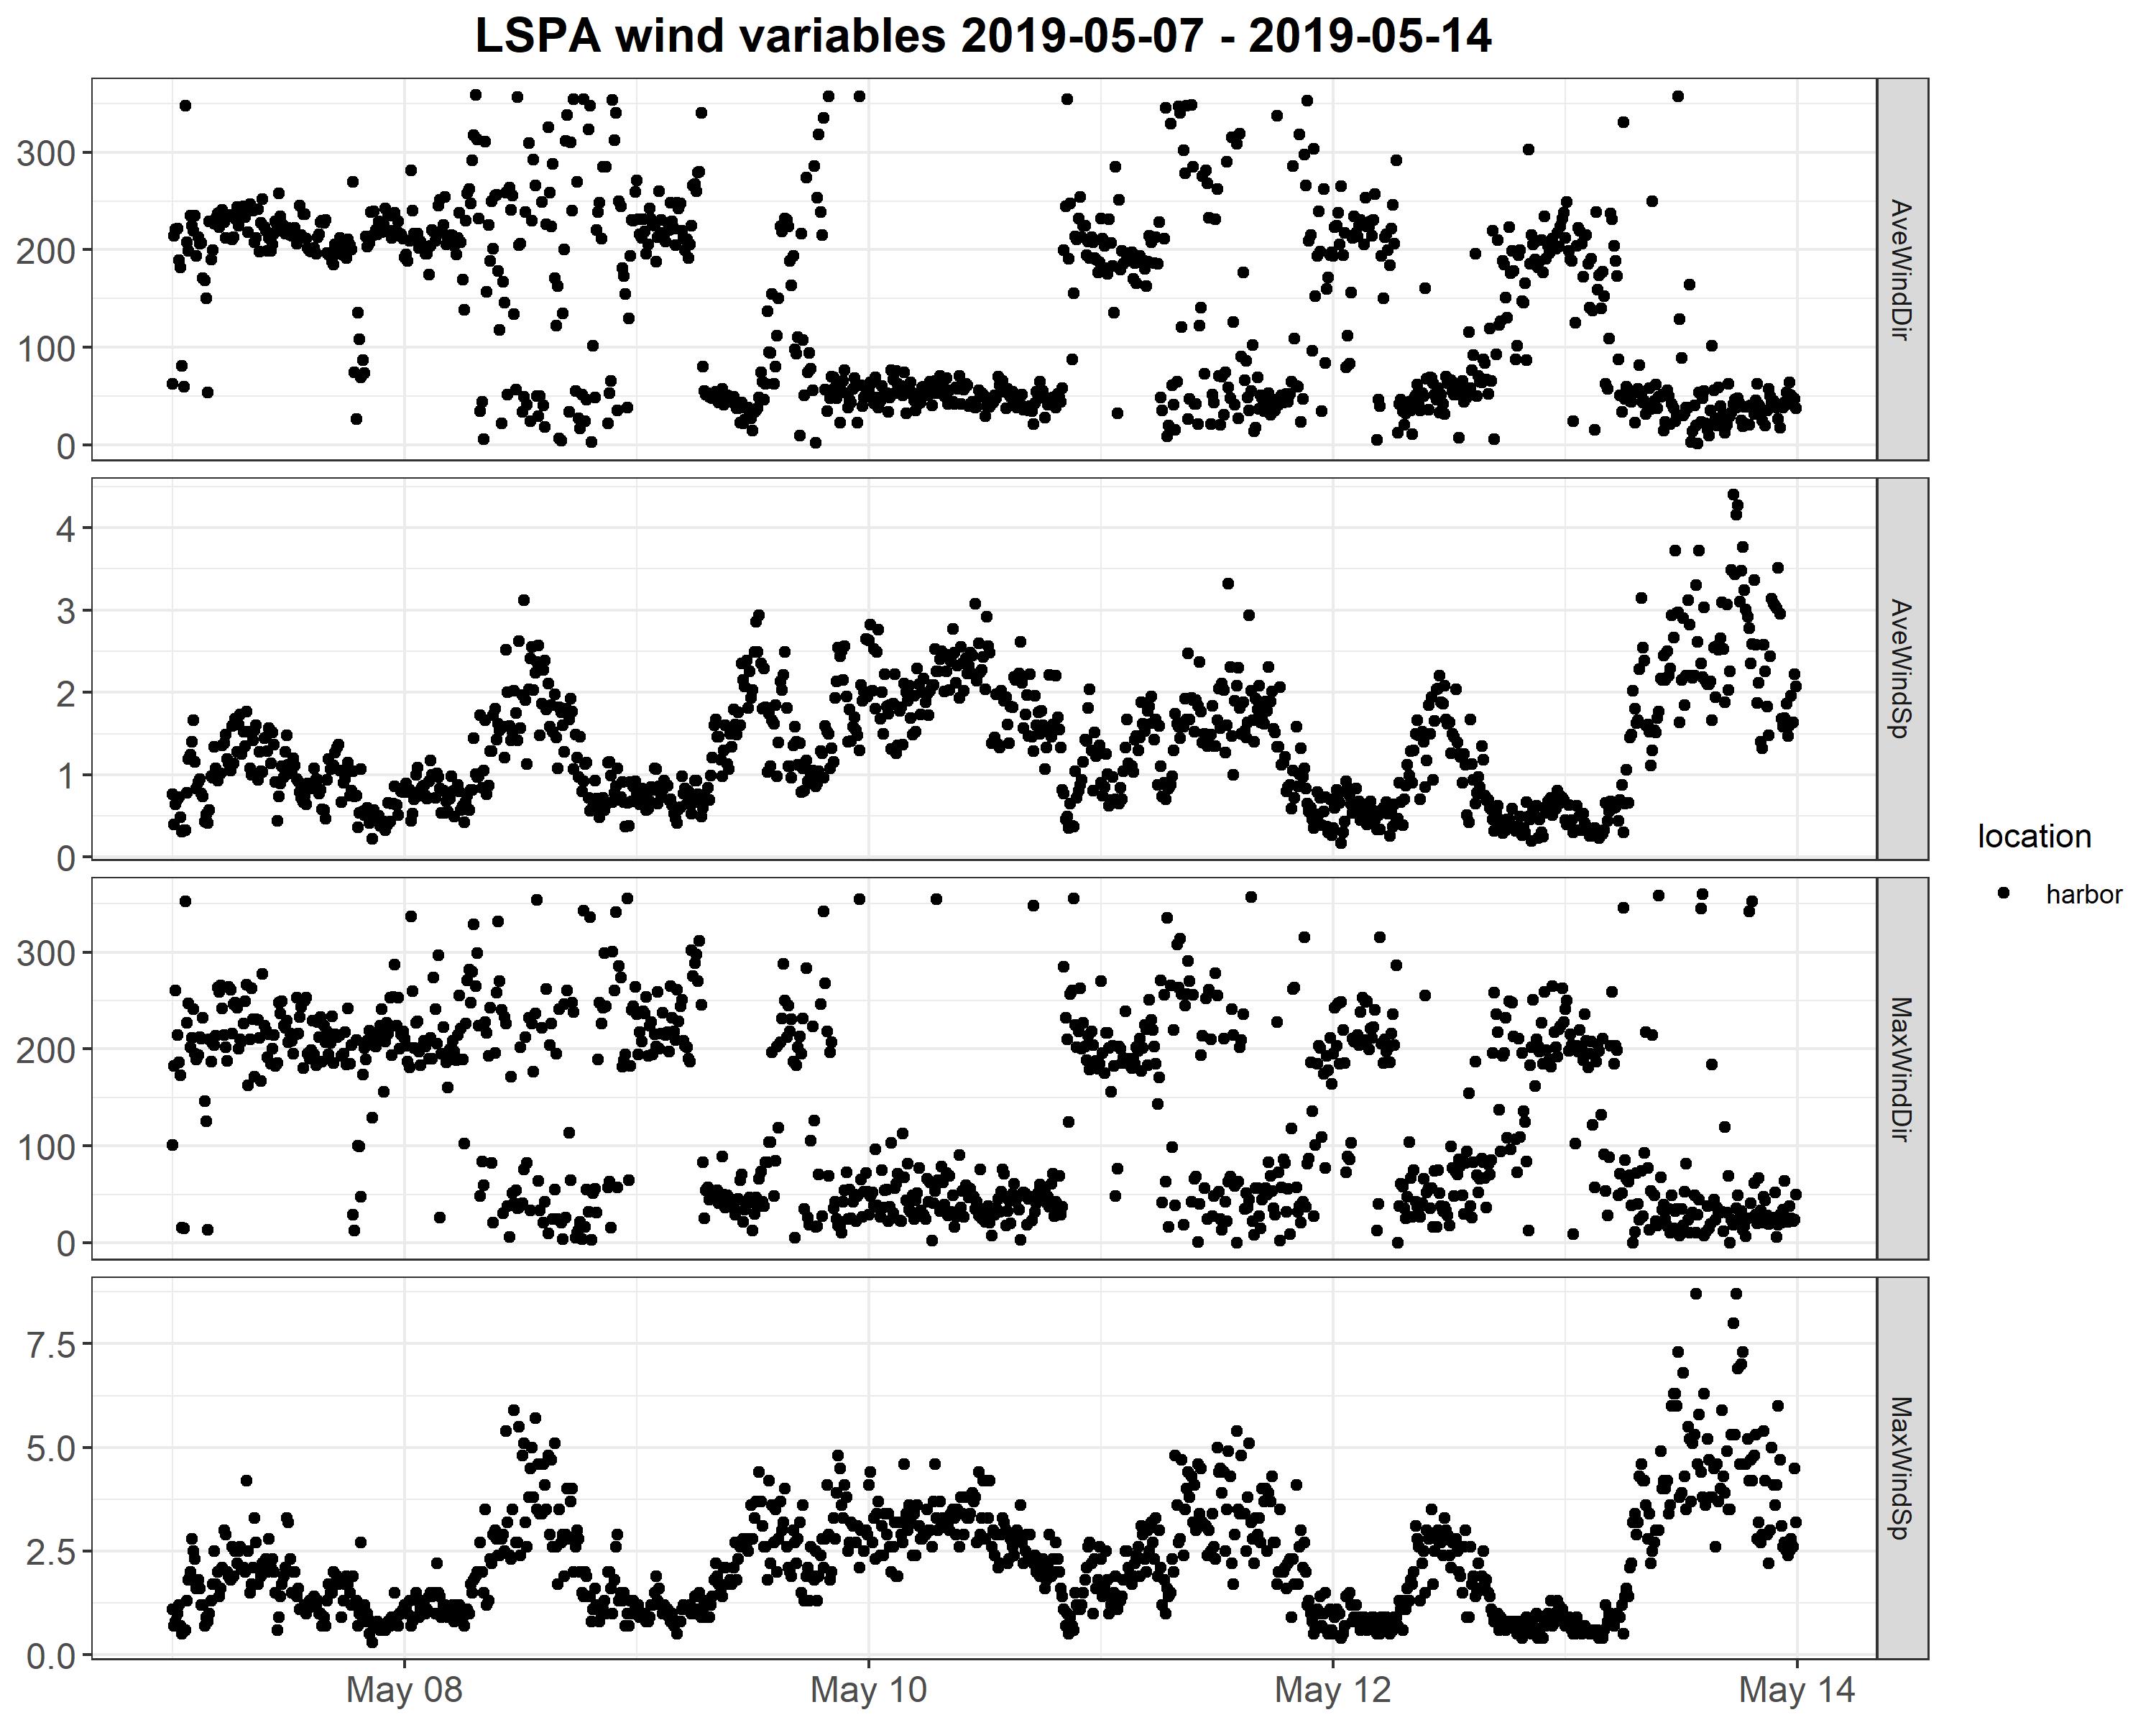 LSPA wind variables 2019-05-07 - 2019-05-14
300
200
100
0
AveWindDir
4
3
2
1
0
AveWindSp
300
200
100
0
MaxWindDir
7.5
5.0
2.5
0.0
MaxWindSp
May 08 May 10 May 12 May 14
location
harbor